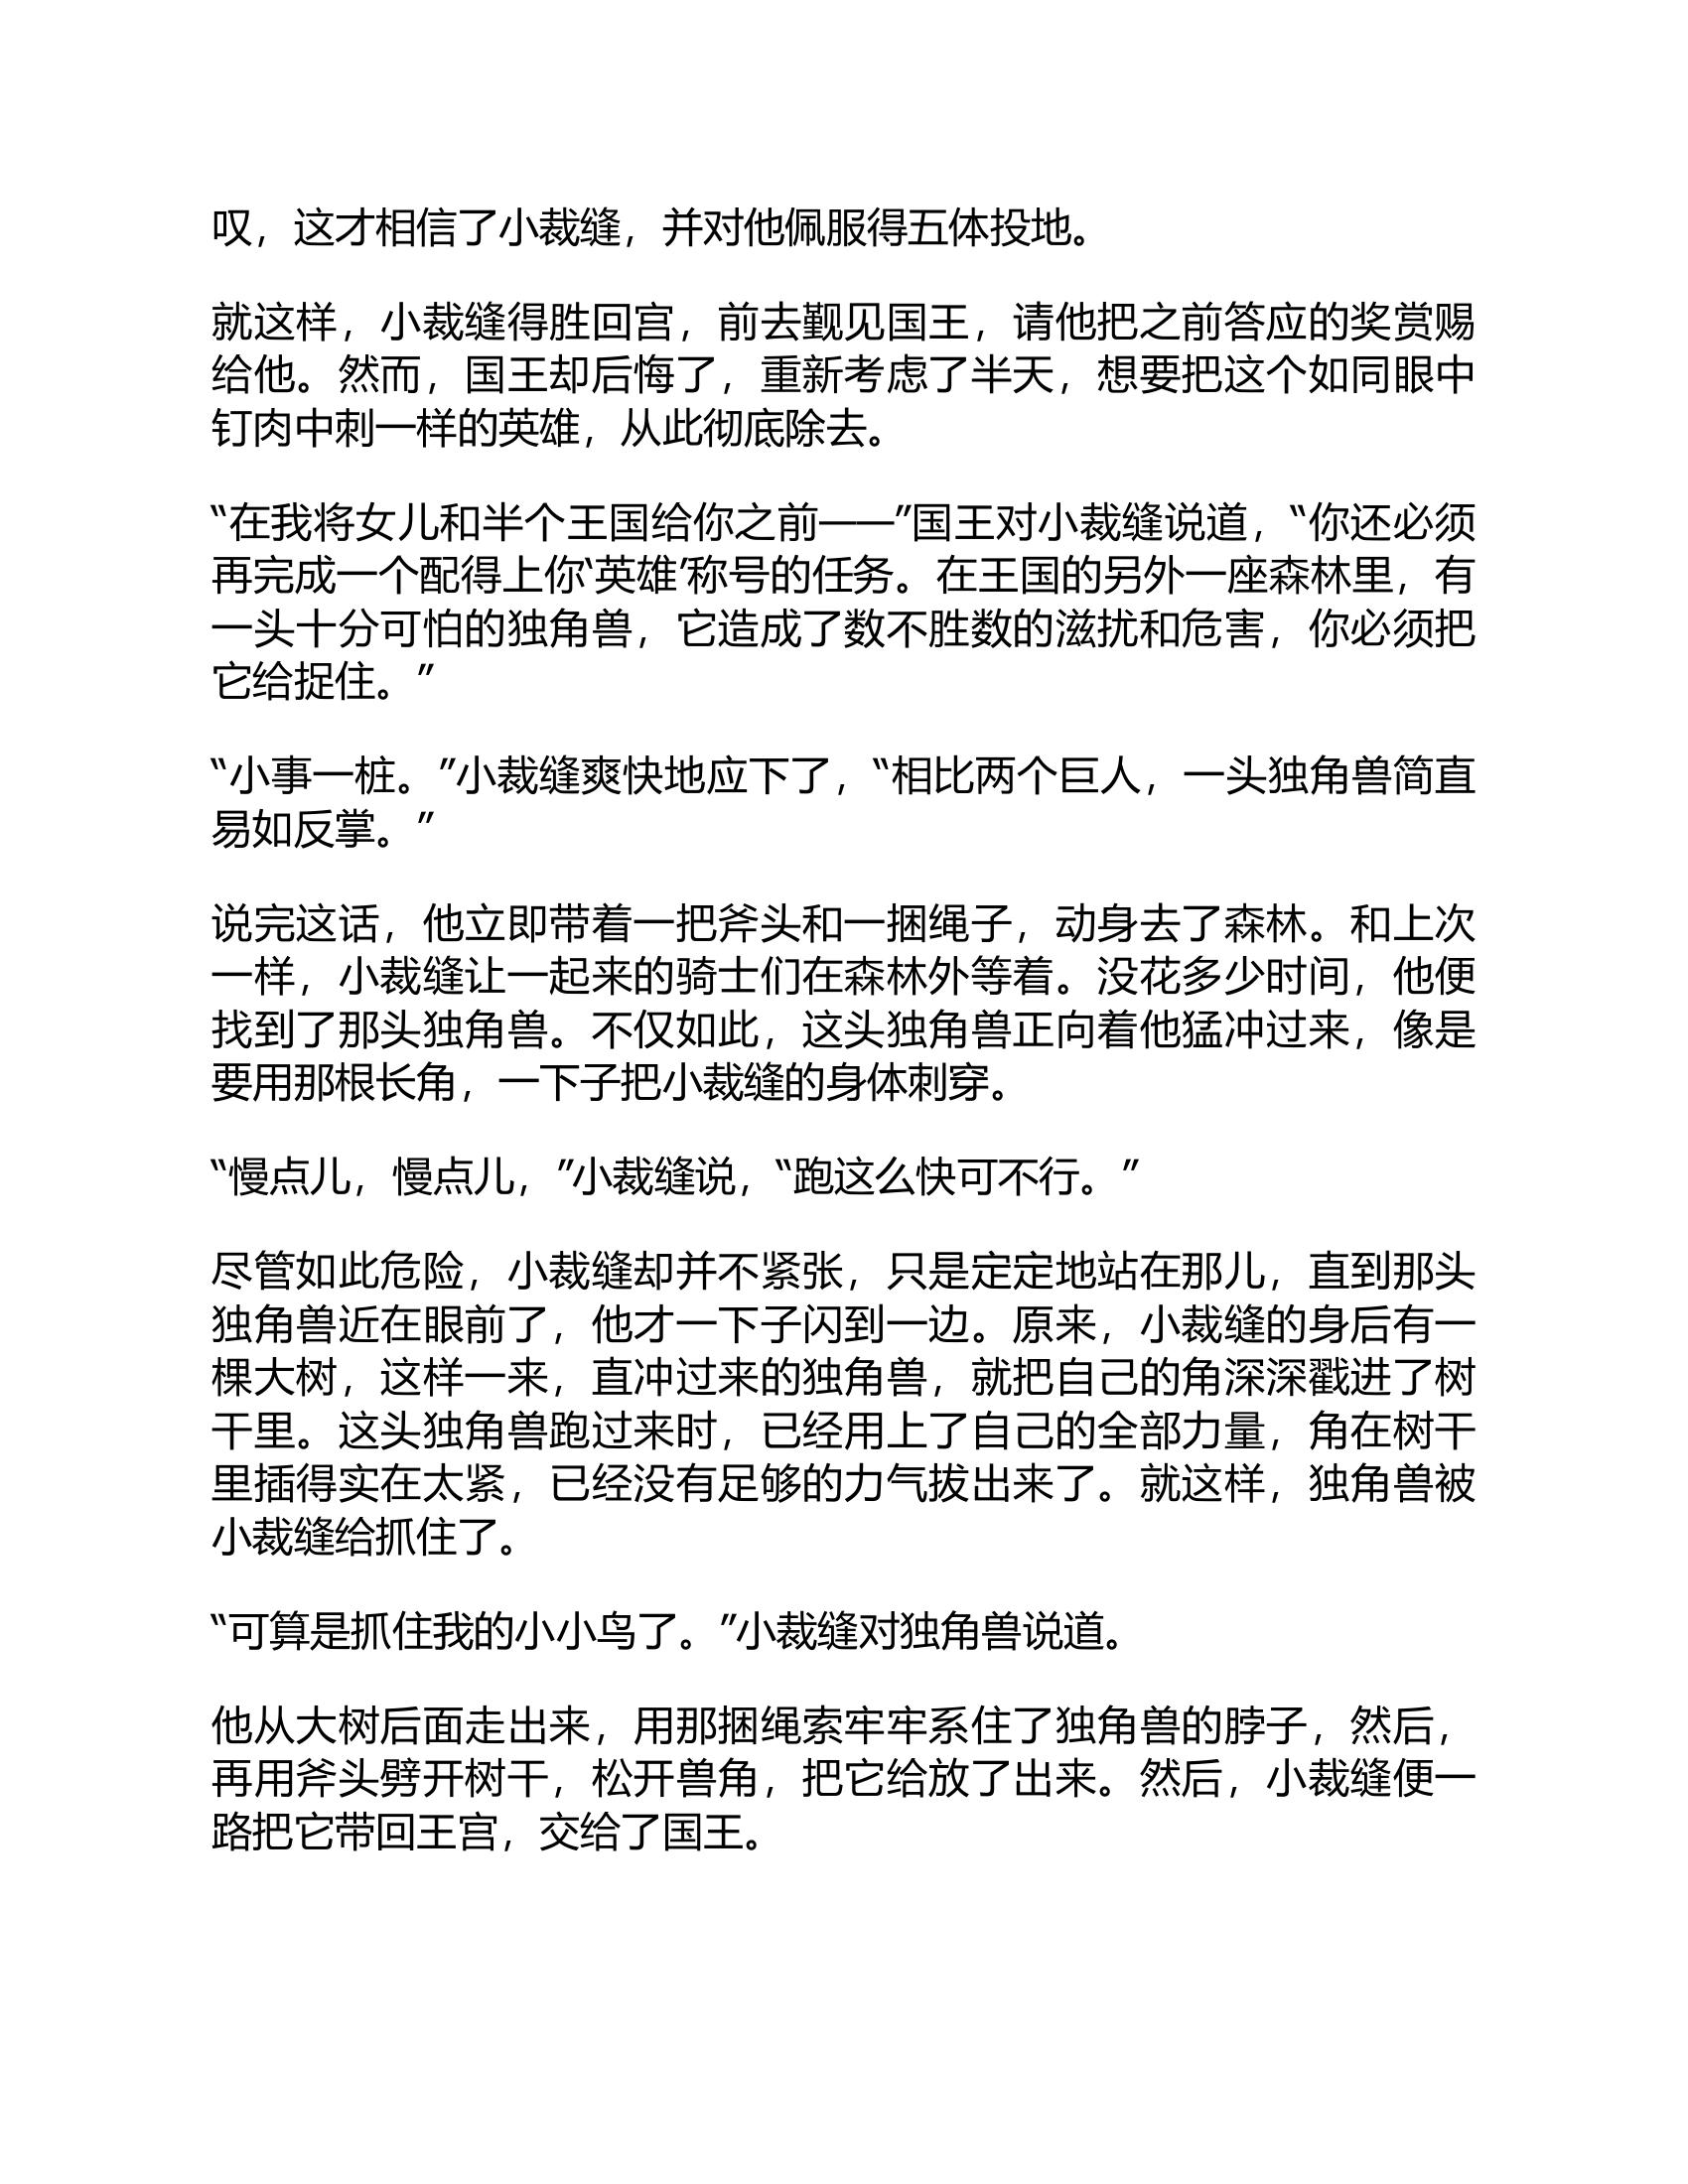 叹，这才相信了小裁缝，并对他佩服得五体投地。
就这样，小裁缝得胜回宫，前去觐见国王，请他把之前答应的奖赏赐
给他。然而，国王却后悔了，重新考虑了半天，想要把这个如同眼中
钉肉中刺一样的英雄，从此彻底除去。
“在我将女儿和半个王国给你之前——”国王对小裁缝说道，“你还必须
再完成一个配得上你‘英雄’称号的任务。在王国的另外一座森林里，有
一头十分可怕的独角兽，它造成了数不胜数的滋扰和危害，你必须把
它给捉住。”
“小事一桩。”小裁缝爽快地应下了，“相比两个巨人，一头独角兽简直
易如反掌。”
说完这话，他立即带着一把斧头和一捆绳子，动身去了森林。和上次
一样，小裁缝让一起来的骑士们在森林外等着。没花多少时间，他便
找到了那头独角兽。不仅如此，这头独角兽正向着他猛冲过来，像是
要用那根长角，一下子把小裁缝的身体刺穿。
“慢点儿，慢点儿，”小裁缝说，“跑这么快可不行。”
尽管如此危险，小裁缝却并不紧张，只是定定地站在那儿，直到那头
独角兽近在眼前了，他才一下子闪到一边。原来，小裁缝的身后有一
棵大树，这样一来，直冲过来的独角兽，就把自己的角深深戳进了树
干里。这头独角兽跑过来时，已经用上了自己的全部力量，角在树干
里插得实在太紧，已经没有足够的力气拔出来了。就这样，独角兽被
小裁缝给抓住了。
“可算是抓住我的小小鸟了。”小裁缝对独角兽说道。
他从大树后面走出来，用那捆绳索牢牢系住了独角兽的脖子，然后，
再用斧头劈开树干，松开兽角，把它给放了出来。然后，小裁缝便一
路把它带回王宫，交给了国王。